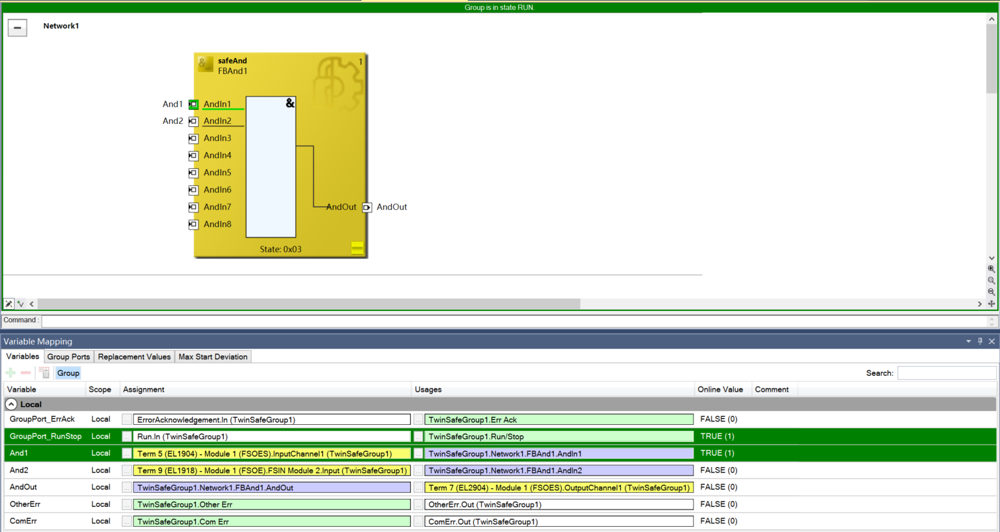 Group is in state RUN.
Network1
safeAnd 1
FBAnd1
& 
And1 AndIn1
And2 AndIn2
AndIn3
AndIn4
AndIn5
AndIn6
AndIn7 AndOut AndOut
AndIn8
State: 0x03
Command :
Variable Mapping
Variables Group Ports Replacement Values Max Start Deviation
Group Search:
Variable Scope Assignment Usages Online Value Comment
Local
GroupPort_ErrAck Local ... ErrorAcknowledgement.In (TwinSafeGroup1) ... TwinSafeGroup1.Err Ack FALSE (0)
GroupPort_RunStop Local ... Run.In (TwinSafeGroup1) ... TwinSafeGroup1.Run/Stop TRUE (1)
And1 Local ... Term 5 (EL1904) - Module 1 (FSOES).InputChannel1 (TwinSafeGroup1) ... TwinSafeGroup1.Network1.FBAnd1.AndIn1 TRUE (1)
And2 Local ... Term 9 (EL1918) - Module 1 (FSOE).FSIN Module 2.Input (TwinSafeGroup1) ... TwinSafeGroup1.Network1.FBAnd1.AndIn2 FALSE (0)
AndOut Local ... TwinSafeGroup1.Network1.FBAnd1.AndOut ... Term 7 (EL2904) - Module 1 (FSOES).OutputChannel1 (TwinSafeGroup1) FALSE (0)
OtherErr Local ... TwinSafeGroup1.Other Err ... OtherErr.Out (TwinSafeGroup1) FALSE (0)
ComErr Local ... TwinSafeGroup1.Com Err ... ComErr.Out (TwinSafeGroup1) FALSE (0)